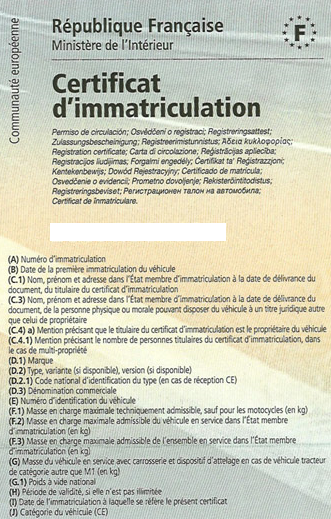 Communauté européenne
République Française
Ministère de l'Intérieur
F
Certificat
d'immatriculation
Permiso de circulación; Osvědčení o registraci; Registreringsattest;
Zulassungsbescheinigung; Registreerimistunnistus; Άδεια κυκλοφορίας;
Registration certificate; Carta di circolazione; Reģistrācijas apliecība;
Registracijos liudijimas; Forgalmi engedély; Ċertifikat ta' Reġistrazzjoni;
Kentekenbewijs; Dowód Rejestracyjny; Certificado de matrícula;
Osvedčenie o evidencii; Prometno dovoljenje; Rekisteröintitodistus;
Registreringsbeviset; Регистрационен талон на автомобила;
Certificat de înmatriculare.
(A) Numéro d'immatriculation
(B) Date de la première immatriculation du véhicule
(C.1) Nom, prénom et adresse dans l'État membre d'immatriculation à la date de délivrance du
document, du titulaire du certificat d'immatriculation
(C.3) Nom, prénom et adresse dans l'État membre d'immatriculation à la date de délivrance du
document, de la personne physique ou morale pouvant disposer du véhicule à un titre juridique autre
que celui de propriétaire
(C.4) a) Mention précisant que le titulaire du certificat d'immatriculation est le propriétaire du véhicule
(C.4.1) Mention précisant le nombre de personnes titulaires du certificat d'immatriculation, dans
le cas de multi-propriété
(D.1) Marque
(D.2) Type, variante (si disponible), version (si disponible)
(D.2.1) Code national d'identification du type (en cas de réception CE)
(D.3) Dénomination commerciale
(E) Numéro d'identification du véhicule
(F.1) Masse en charge maximale techniquement admissible, sauf pour les motocycles (en kg)
(F.2) Masse en charge maximale admissible du véhicule en service dans l'État membre
d'immatriculation (en kg)
(F.3) Masse en charge maximale admissible de l'ensemble en service dans l'État membre
d'immatriculation (en kg)
(G) Masse du véhicule en service avec carrosserie et dispositif d'attelage en cas de véhicule tracteur
de catégorie autre que M1 (en kg)
(G.1) Poids à vide national
(H) Période de validité, si elle n'est pas illimitée
(I) Date de l'immatriculation à laquelle se réfère le présent certificat
(J) Catégorie du véhicule (CE)